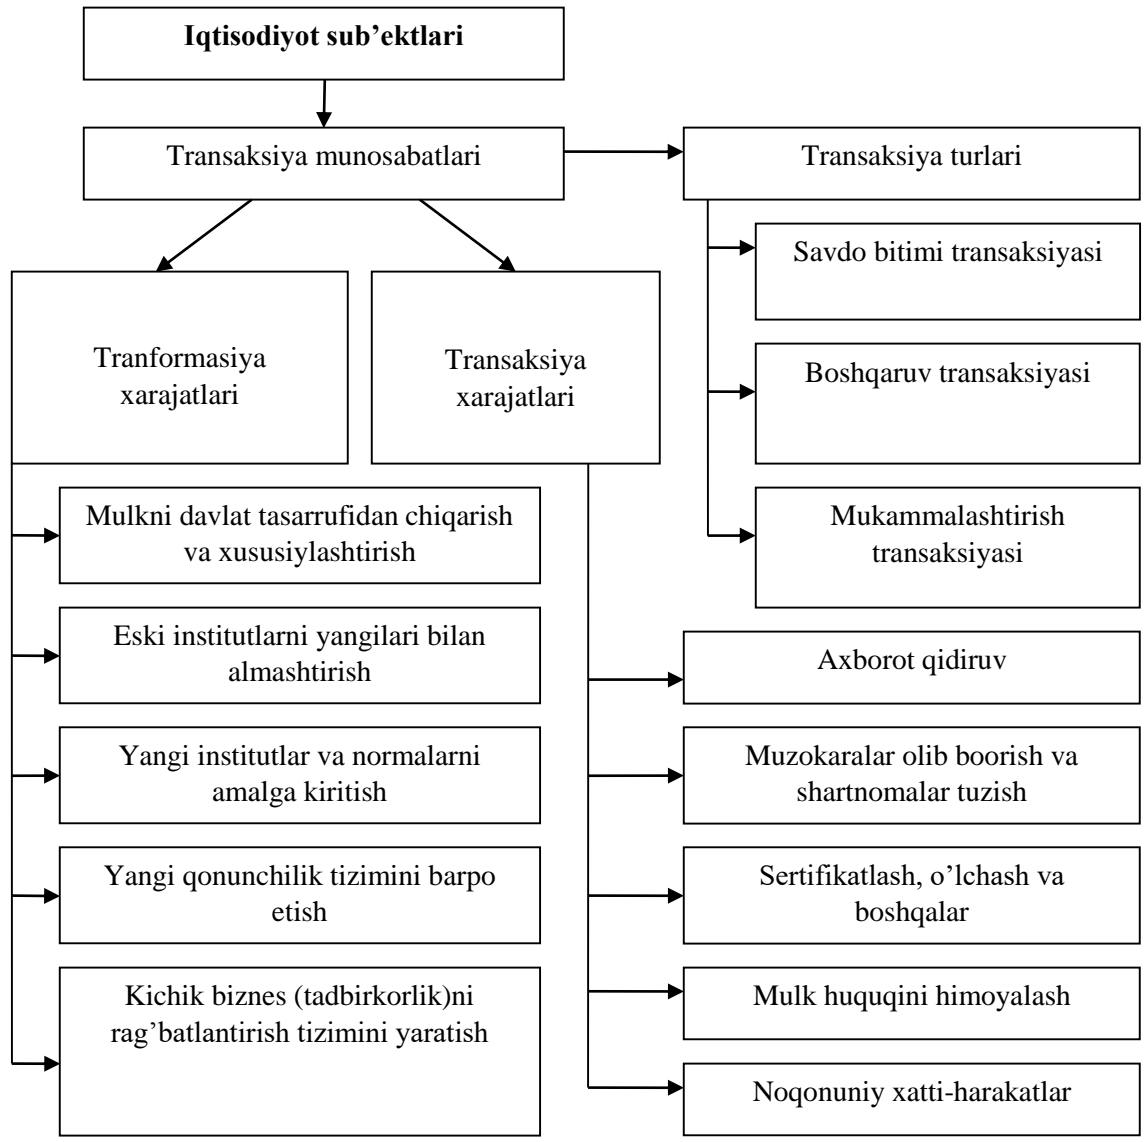 Iqtisodiyot sub’ektlari
Transaksiya munosabatlari
Transaksiya turlari
Savdo bitimi transaksiyasi
Boshqaruv transaksiyasi
Mukammalashtirish
transaksiyasi
Tranformasiya
xarajatlari
Transaksiya
xarajatlari
Mulkni davlat tasarrufidan chiqarish
va xususiylashtirish
Eski institutlarni yangilari bilan
almashtirish
Yangi institutlar va normalarni
amalga kiritish
Yangi qonunchilik tizimini barpo
etish
Kichik biznes (tadbirkorlik)ni
rag’batlantirish tizimini yaratish
Axborot qidiruv
Muzokaralar olib boorish va
shartnomalar tuzish
Sertifikatlash, o’lchash va
boshqalar
Mulk huquqini himoyalash
Noqonuniy xatti-harakatlar